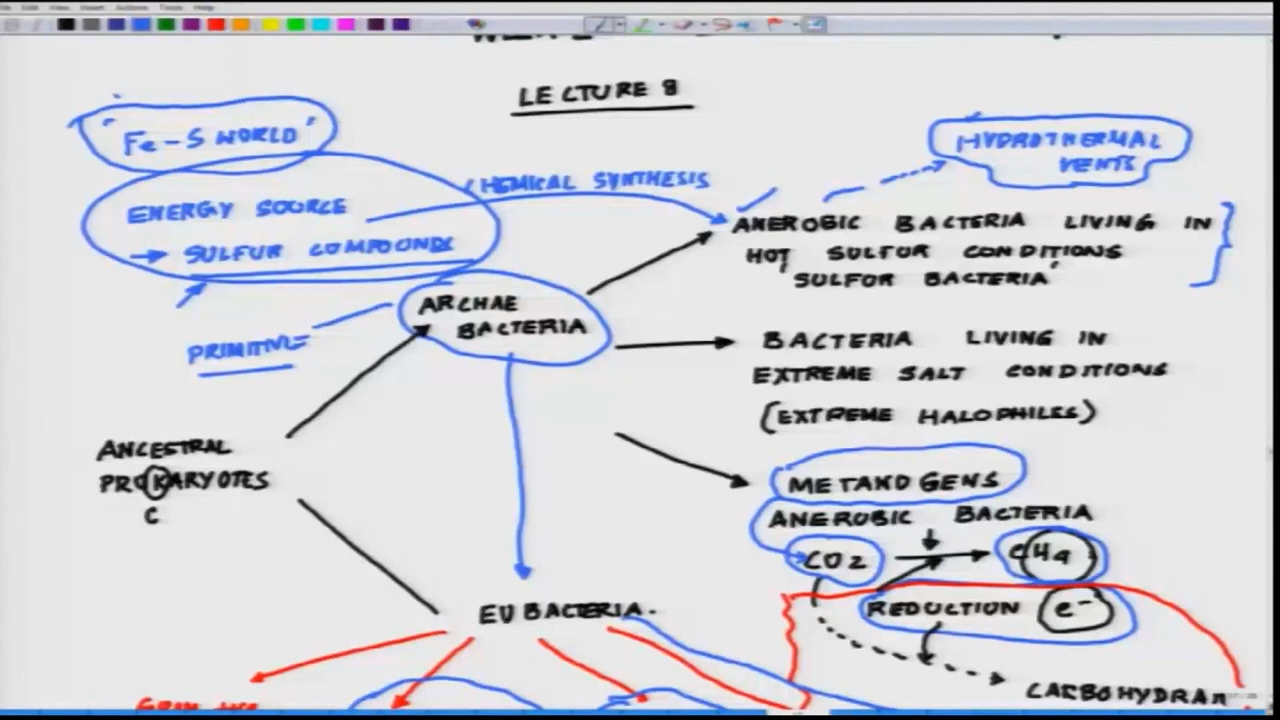 LECTURE 8
"Fe-S WORLD"
HYDROTHERMAL
VENTS
CHEMICAL SYNTHESIS
ENERGY SOURCE
→ SULFUR COMPOUNDS
ANEROBIC BACTERIA LIVING IN
HOT SULFUR CONDITIONS
'SULFOR BACTERIA'
ARCHAE
BACTERIA
PRIMITIVE
BACTERIA LIVING IN
EXTREME SALT CONDITIONS
(EXTREME HALOPHILES)
ANCESTRAL
PROKARYOTES
C
METANOGENS
ANEROBIC BACTERIA
CO2 → CH4
REDUCTION e-
EUBACTERIA.
CARBOHYDRAT